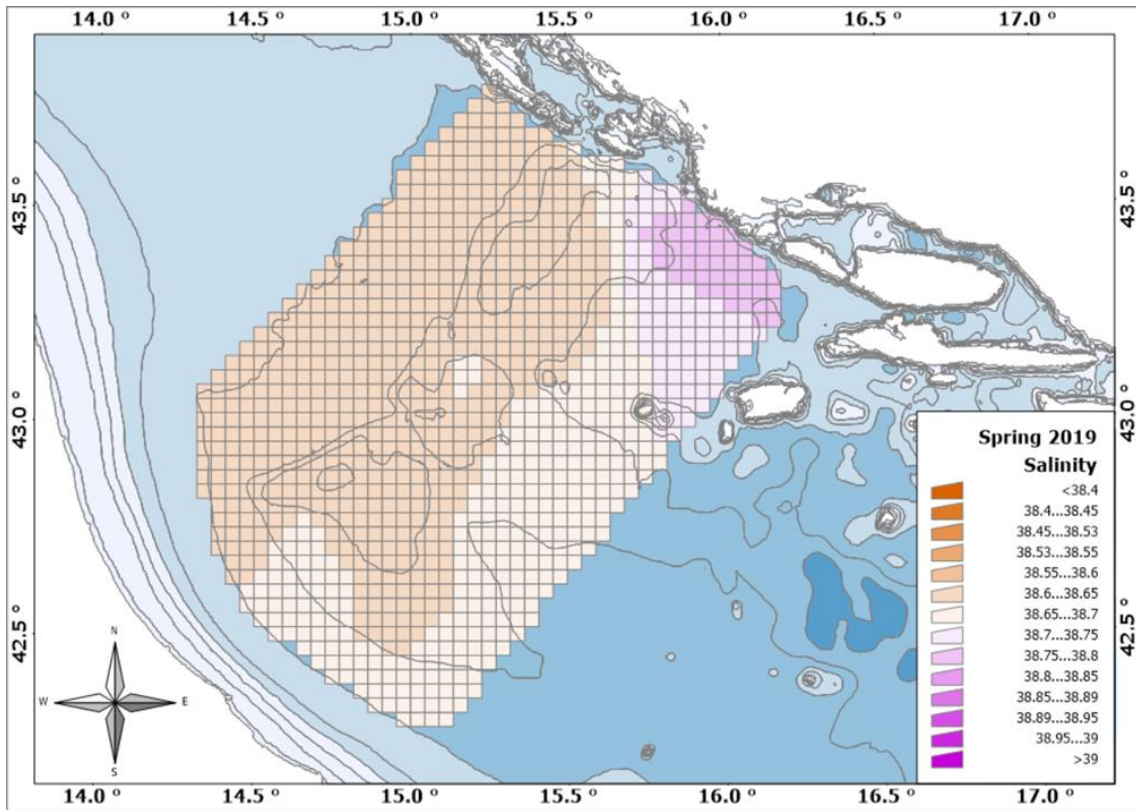 14.0 º 14.5 º 15.0 º 15.5 º 16.0 º 16.5 º 17.0 º
43.5 º 43.5 º
43.0 º 43.0 º
42.5 º 42.5 º
Spring 2019
Salinity
<38.4
38.4...38.45
38.45...38.53
38.53...38.55
38.55...38.6
38.6...38.65
38.65...38.7
38.7...38.75
38.75...38.8
38.8...38.85
38.85...38.89
38.89...38.95
38.95...39
>39
N
W E
S
14.0 º 14.5 º 15.0 º 15.5 º 16.0 º 16.5 º 17.0 º